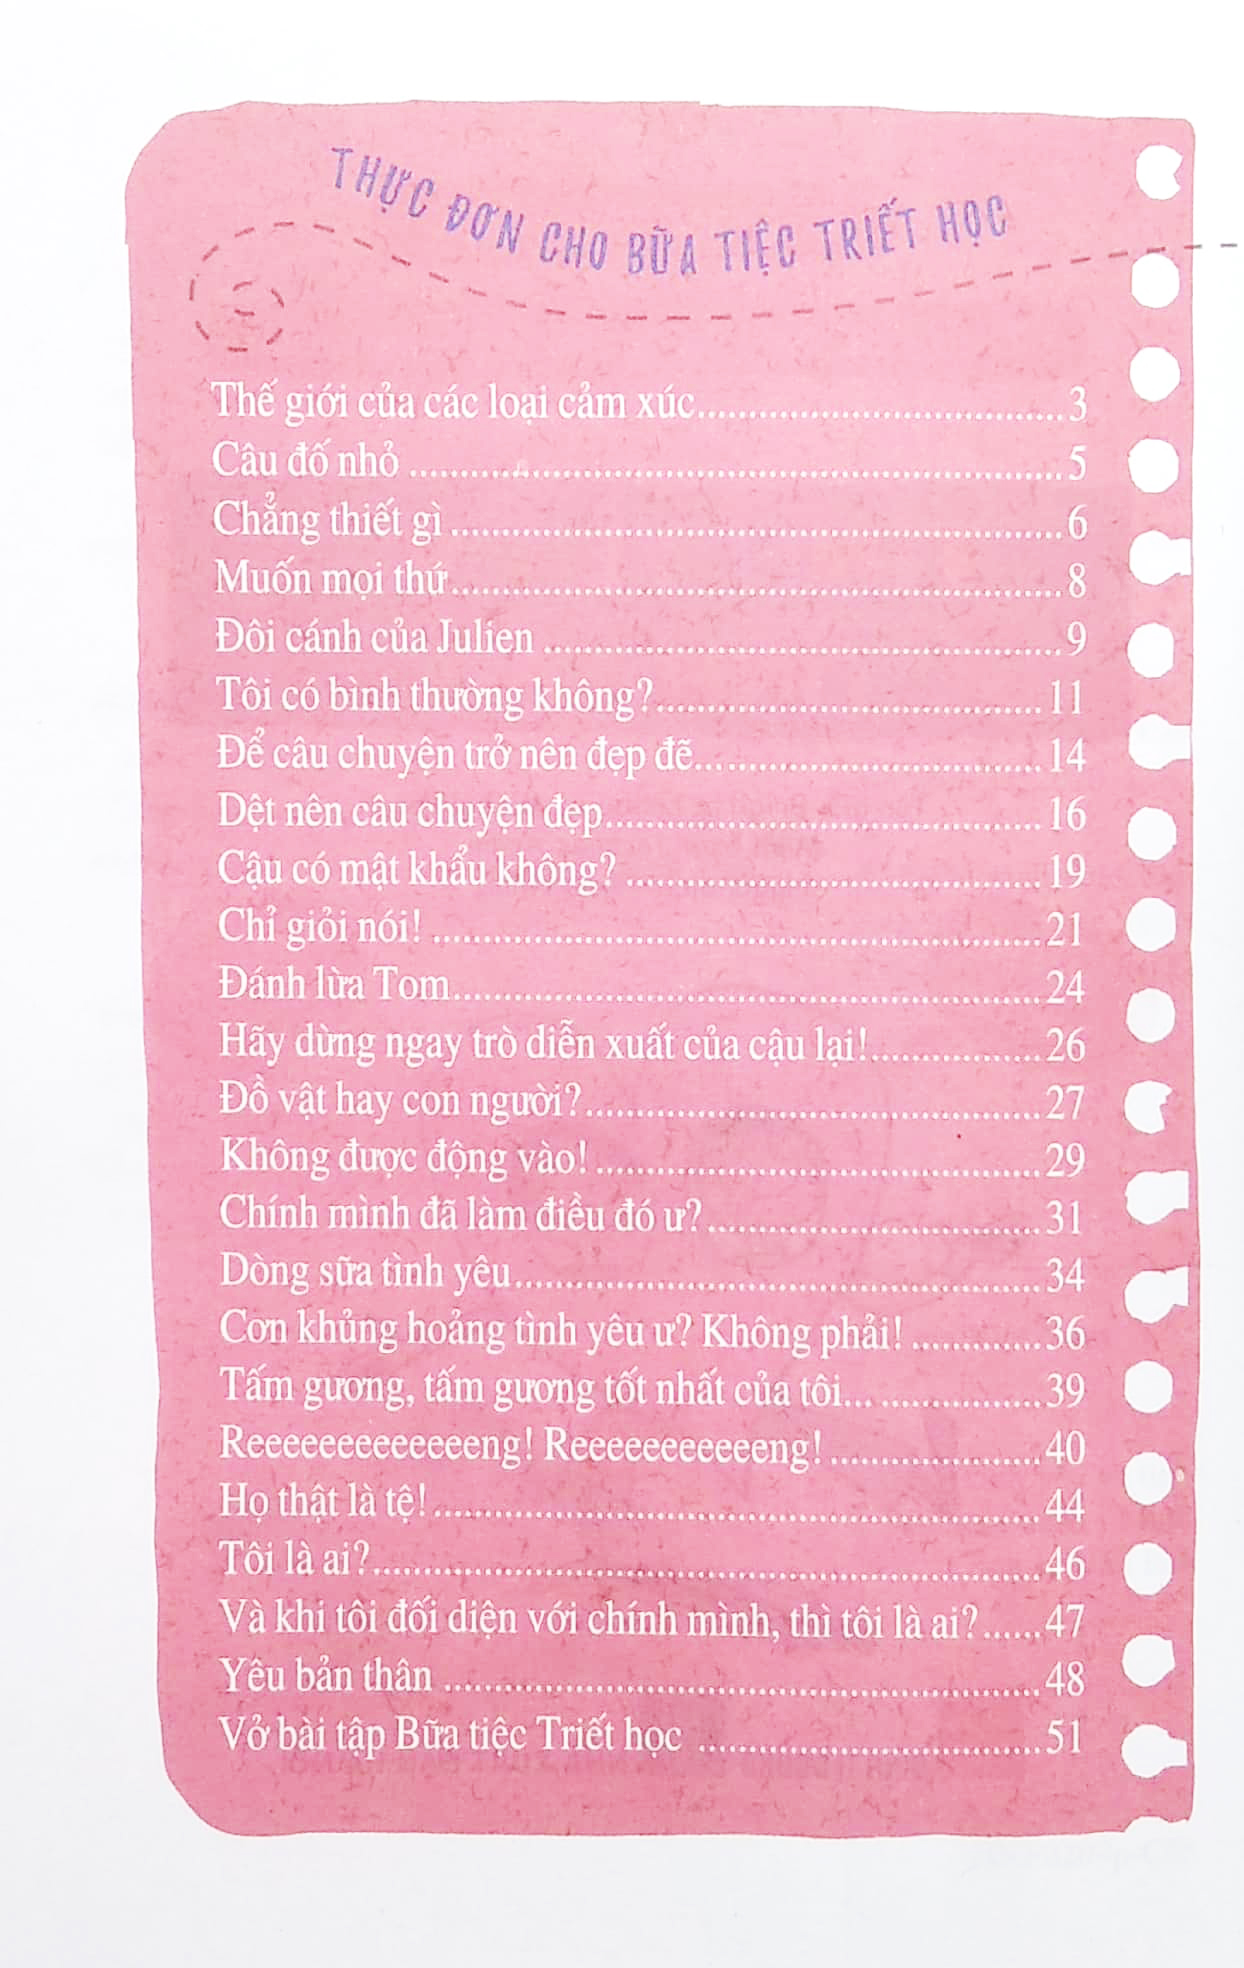 THỰC ĐƠN CHO BỮA TIỆC TRIẾT HỌC
Thế giới của các loại cảm xúc....................................3
Câu đố nhỏ ................................................................5
Chẳng thiết gì ............................................................6
Muốn mọi thứ............................................................8
Đôi cánh của Julien ...................................................9
Tôi có bình thường không?...................................... 11
Để câu chuyện trở nên đẹp đẽ.................................. 14
Dệt nên câu chuyện đẹp........................................... 16
Cậu có mật khẩu không? ......................................... 19
Chỉ giỏi nói! ............................................................21
Đánh lừa Tom..........................................................24
Hãy dừng ngay trò diễn xuất của cậu lại!.................26
Đồ vật hay con người?.............................................27
Không được động vào!............................................29
Chính mình đã làm điều đó ư?.................................31
Dòng sữa tình yêu....................................................34
Cơn khủng hoảng tình yêu ư? Không phải! .............36
Tấm gương, tấm gương tốt nhất của tôi... ................39
Reeeeeeeeeeeeeeng! Reeeeeeeeeeeeng! .....................40
Họ thật là tệ!............................................................44
Tôi là ai?..................................................................46
Và khi tôi đối diện với chính mình, thì tôi là ai?......47
Yêu bản thân ...........................................................48
Vở bài tập Bữa tiệc Triết học ..................................51